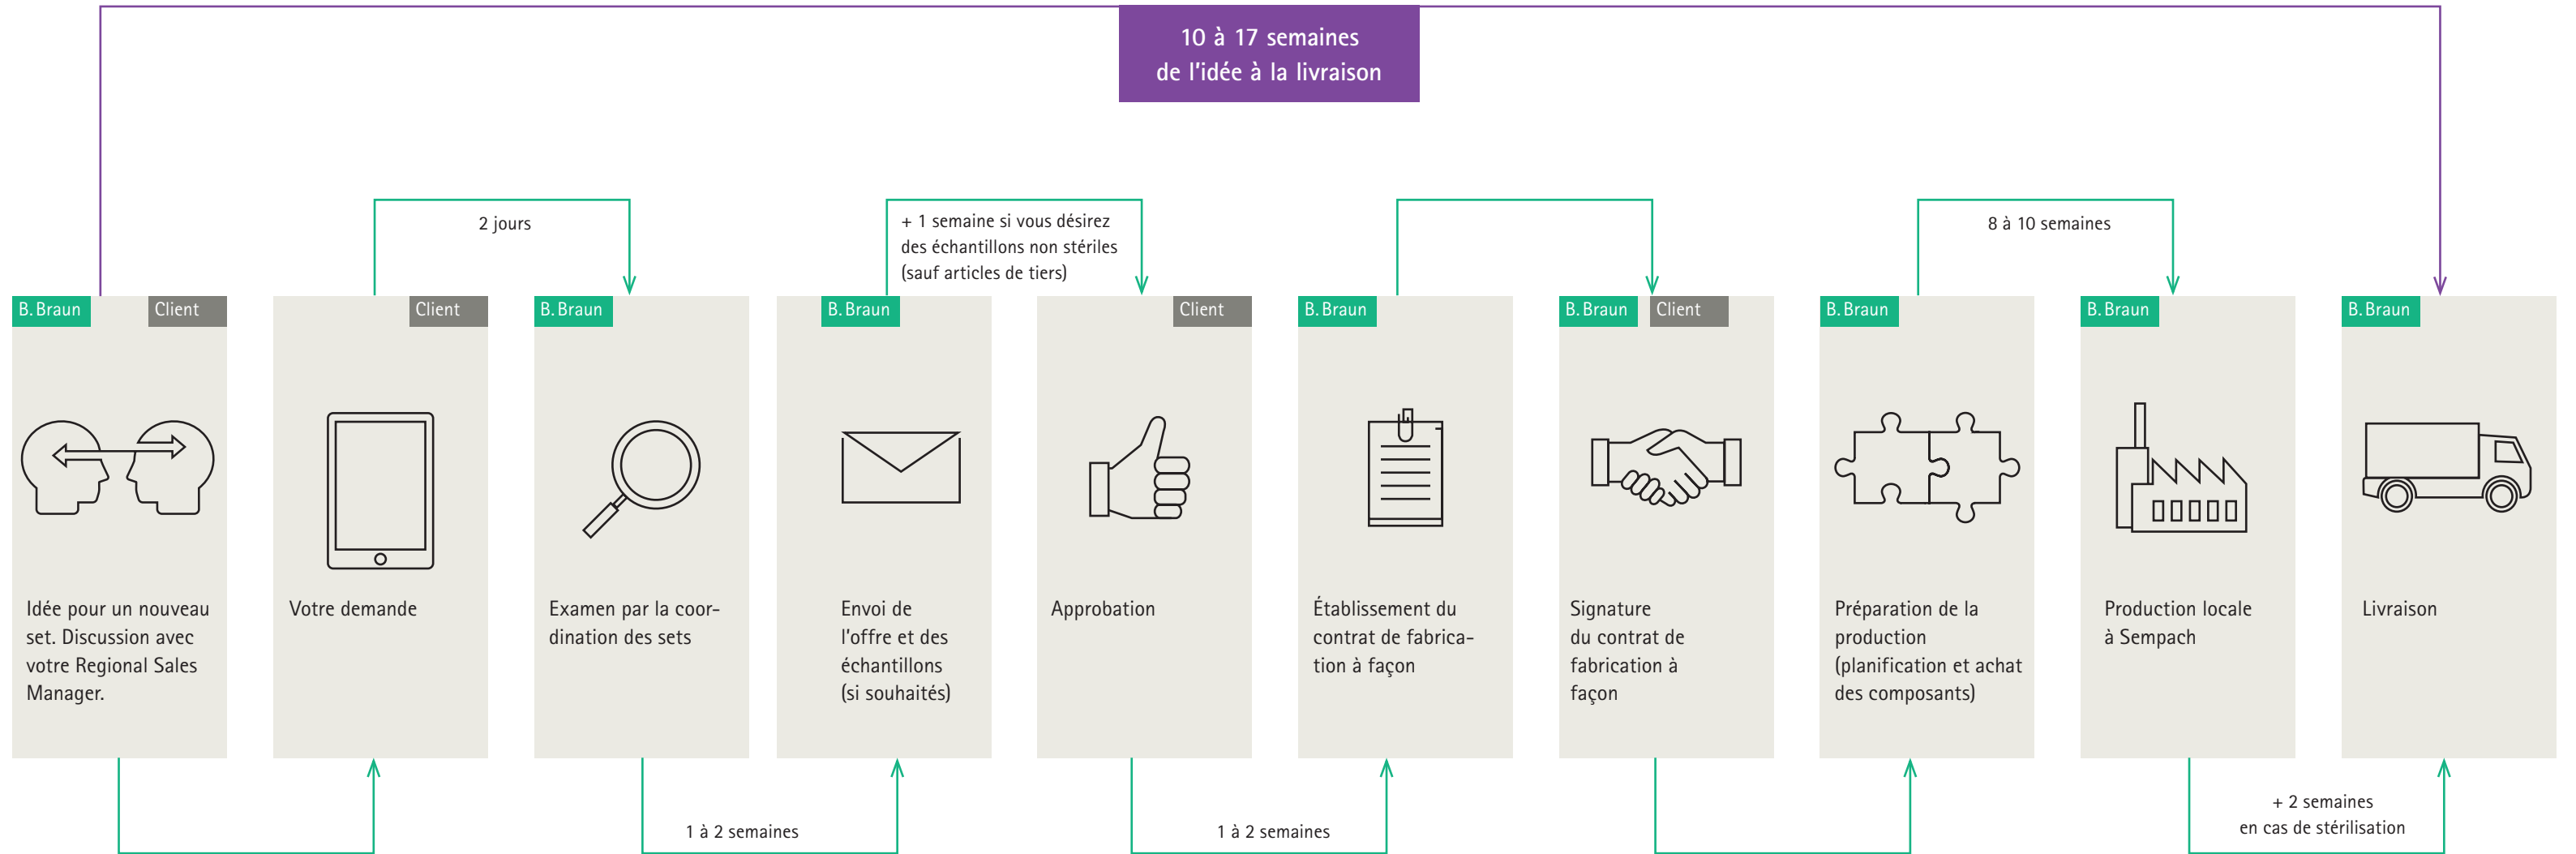 10 à 17 semaines
de l'idée à la livraison
2 jours
+ 1 semaine si vous désirez
des échantillons non stériles
(sauf articles de tiers)
8 à 10 semaines
B. Braun
Client
Idée pour un nouveau
set. Discussion avec
votre Regional Sales
Manager.
Client
Votre demande
B. Braun
Examen par la coor-
dination des sets
B. Braun
Envoi de
l'offre et des
échantillons
(si souhaités)
Client
Approbation
B. Braun
Établissement du
contrat de fabrica-
tion à façon
B. Braun
Client
Signature
du contrat de
fabrication à
façon
B. Braun
Préparation de la
production
(planification et achat
des composants)
B. Braun
Production locale
à Sempach
B. Braun
Livraison
1 à 2 semaines
1 à 2 semaines
+ 2 semaines
en cas de stérilisation